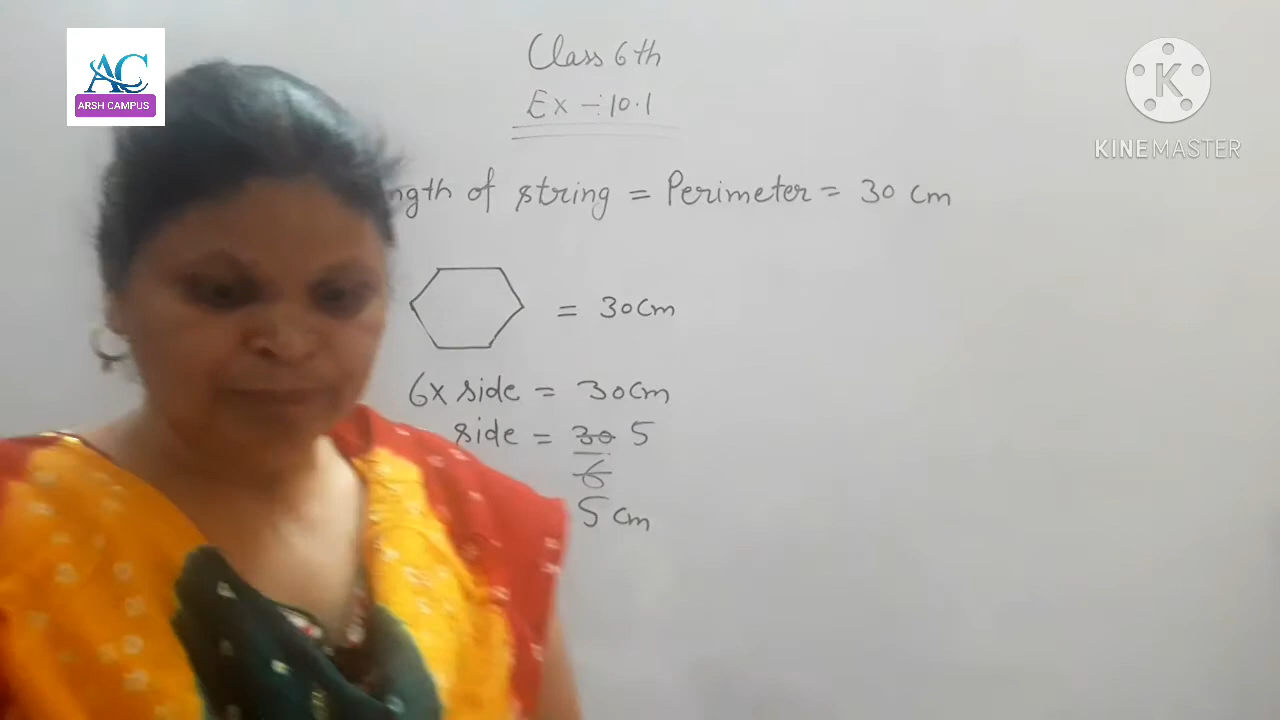 AC
ARSH CAMPUS
K
KINEMASTER
Class 6th
Ex -:- 10.1
ngth of string = Perimeter = 30 cm
= 30cm
6x side = 30cm
side = 30 5
6
5 cm